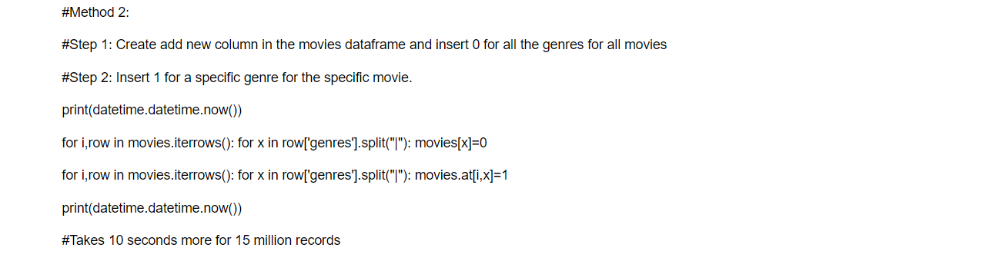 #Method 2:
#Step 1: Create add new column in the movies dataframe and insert 0 for all the genres for all movies
#Step 2: Insert 1 for a specific genre for the specific movie.
print(datetime.datetime.now())
for i,row in movies.iterrows(): for x in row['genres'].split("|"): movies[x]=0
for i,row in movies.iterrows(): for x in row['genres'].split("|"): movies.at[i,x]=1
print(datetime.datetime.now())
#Takes 10 seconds more for 15 million records